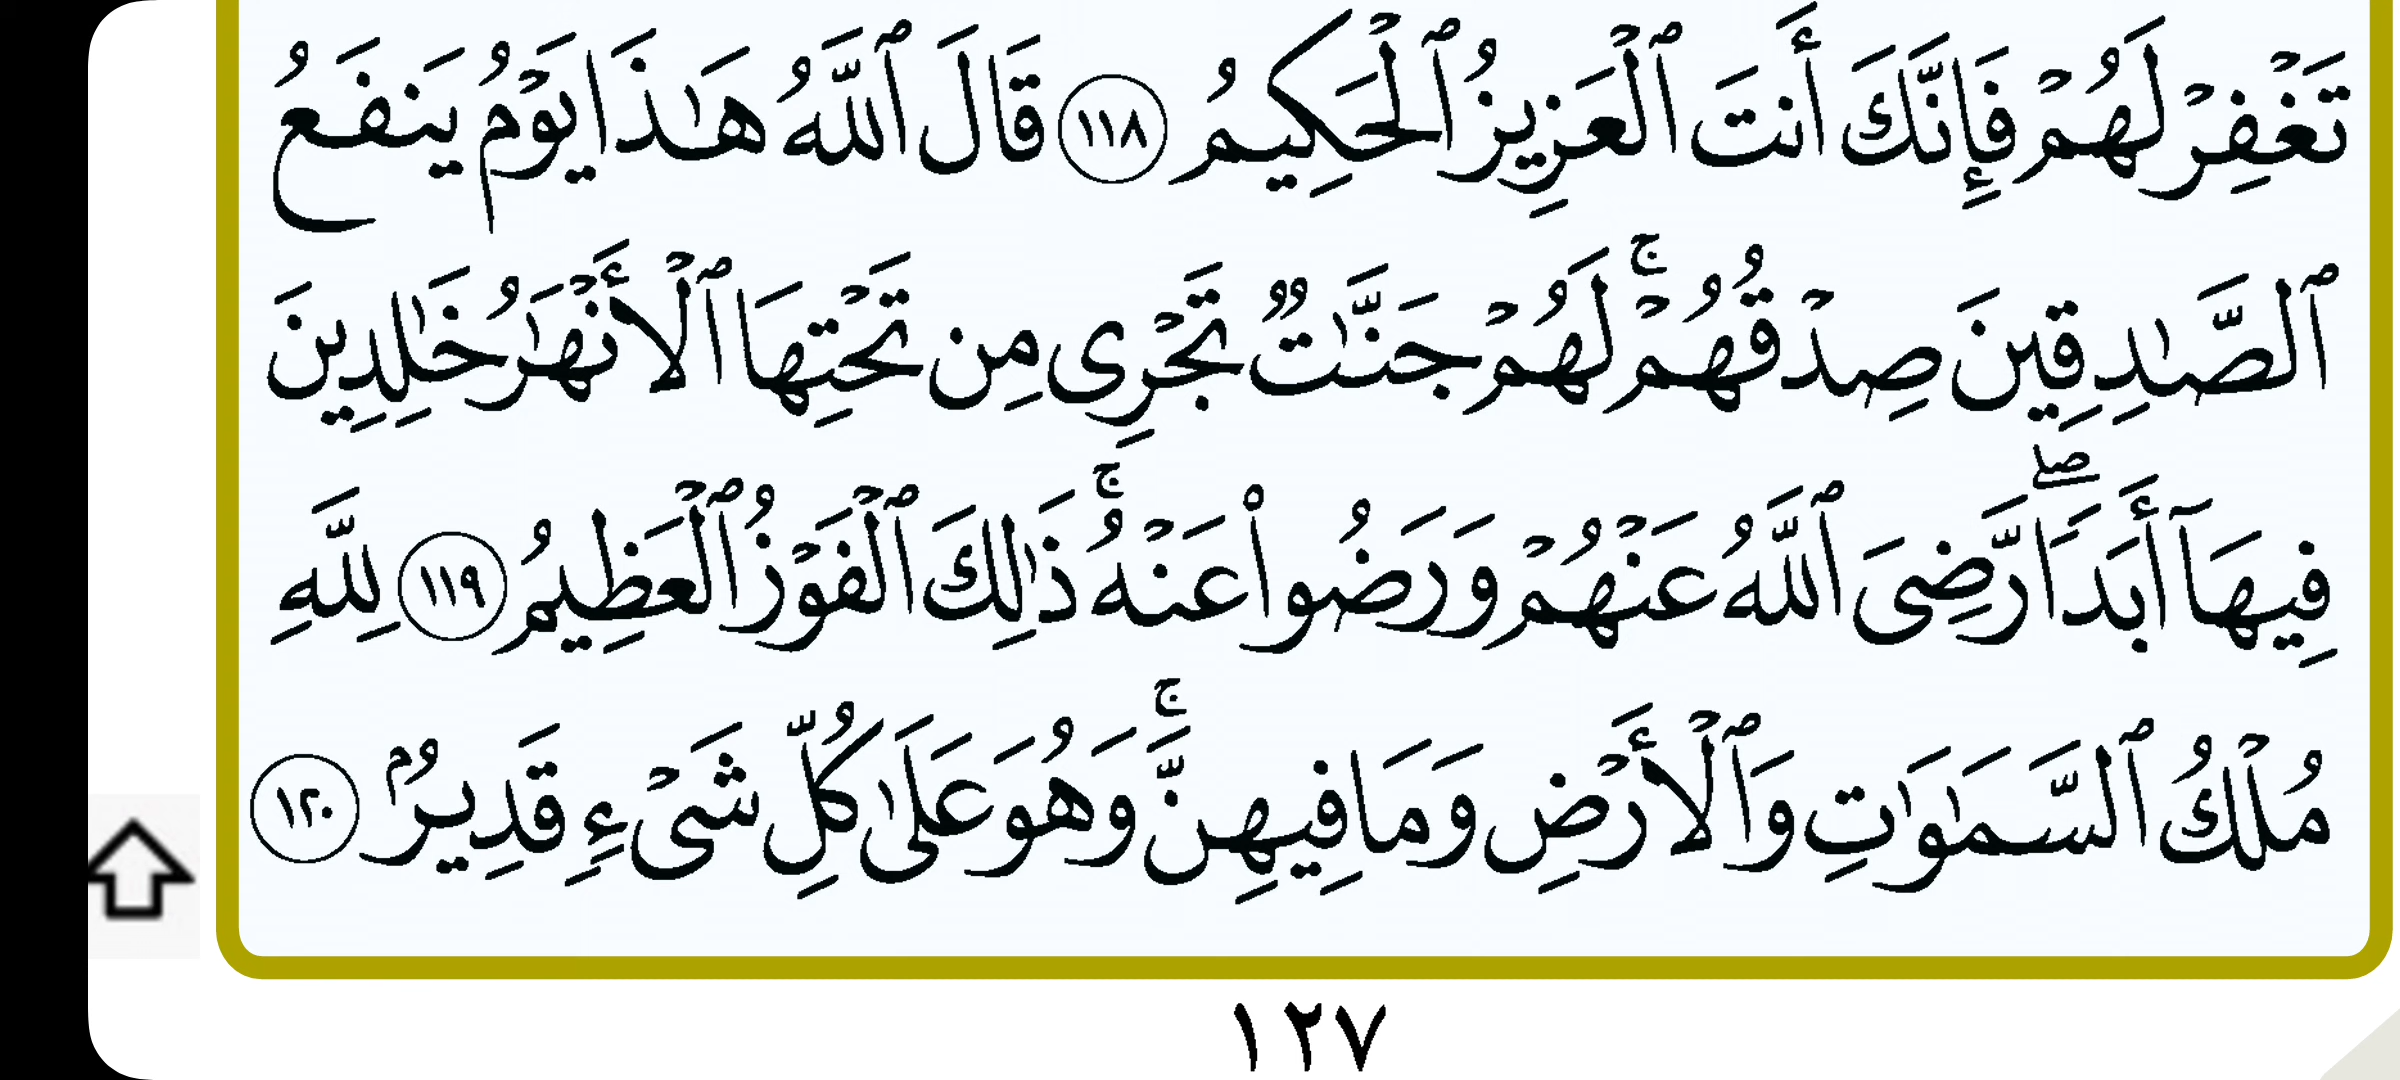 تَغۡفِرۡ لَهُمۡ فَإِنَّكَ أَنتَ ٱلۡعَزِيزُ ٱلۡحَكِيمُ ١١٨ قَالَ ٱللَّهُ هَـٰذَا يَوۡمُ يَنفَعُ
ٱلصَّـٰدِقِينَ صِدۡقُهُمۡۚ لَهُمۡ جَنَّـٰتٌ تَجۡرِى مِن تَحۡتِهَا ٱلۡأَنۡهَـٰرُ خَـٰلِدِينَ
فِيهَآ أَبَدًاۖ رَّضِىَ ٱللَّهُ عَنۡهُمۡ وَرَضُوا۟ عَنۡهُۚ ذَٰلِكَ ٱلۡفَوۡزُ ٱلۡعَظِيمُ ١١٩ لِلَّهِ
مُلۡكُ ٱلسَّمَـٰوَٰتِ وَٱلۡأَرۡضِ وَمَا فِيهِنَّۚ وَهُوَ عَلَىٰ كُلِّ شَىۡءٍ قَدِيرُۢ ١٢٠
١٢٧